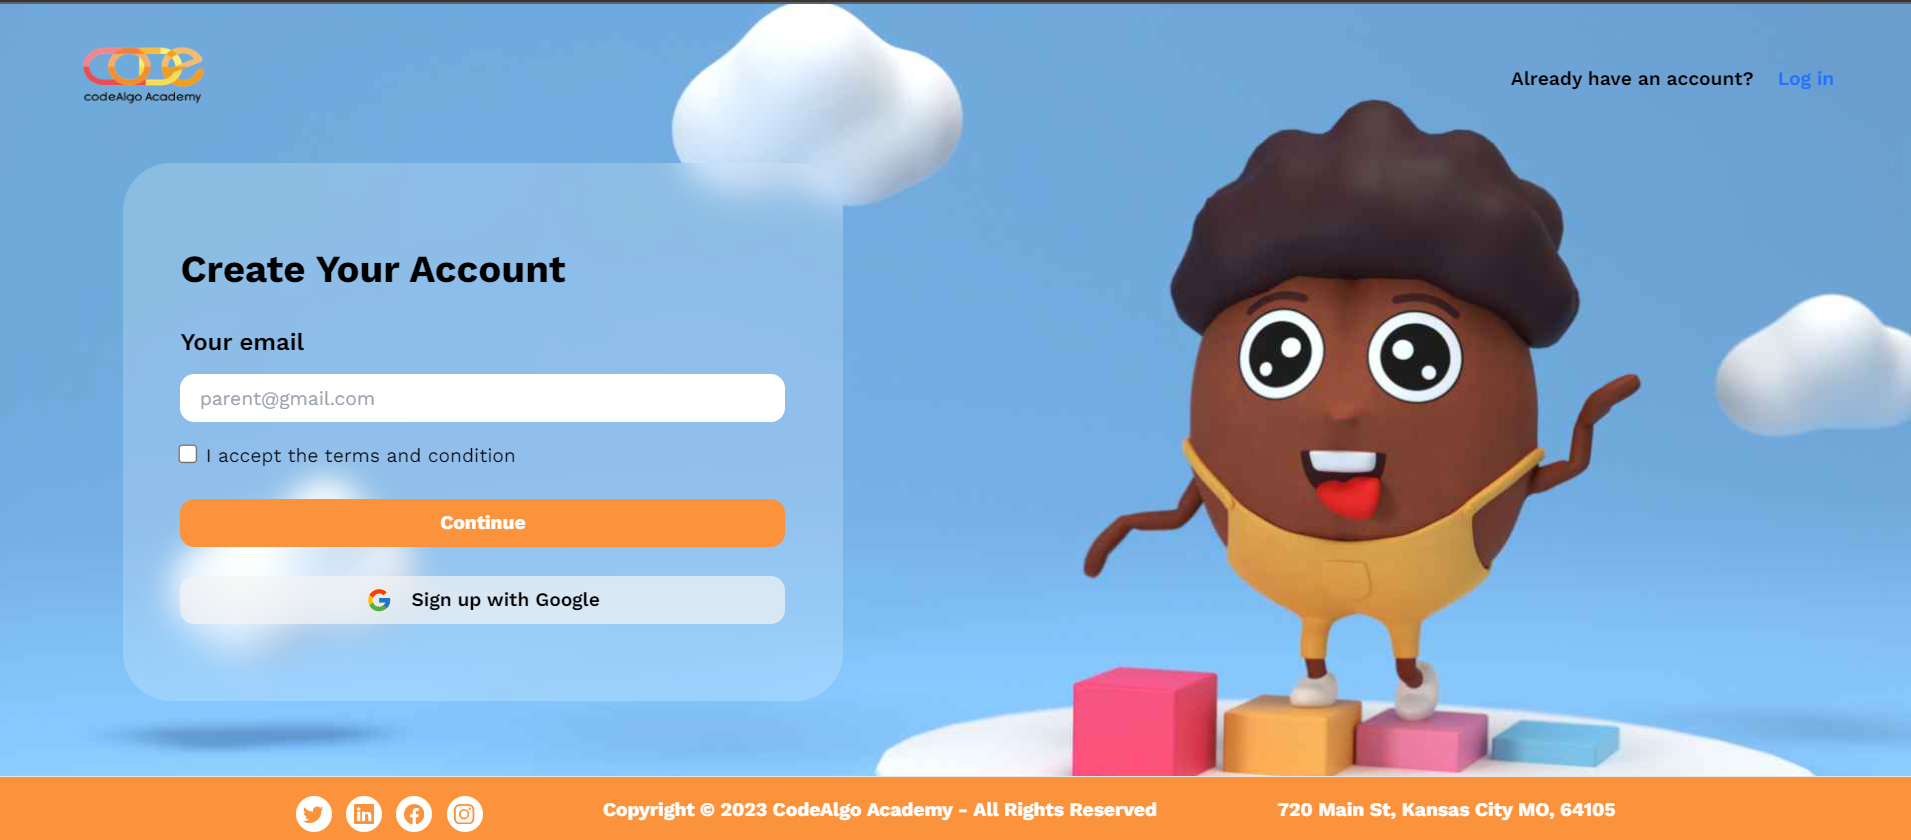 CODe
codeAlgo Academy
Already have an account? Log in
Create Your Account
Your email
parent@gmail.com
I accept the terms and condition
Continue
Sign up with Google
Copyright © 2023 CodeAlgo Academy - All Rights Reserved
720 Main St, Kansas City MO, 64105